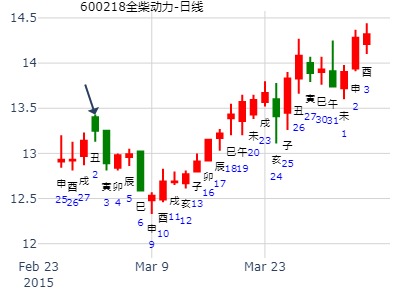 600218全柴动力-日线
14.5
14
13.5
13
12.5
12
申
25
酉
26
戌
27
丑
2
寅
3
卯
4
辰
5
巳
6
申
9
酉
10
戌
11
亥
12
子
13
卯
16
辰
17
巳
18
午
19
未
20
戌
23
亥
24
子
25
丑
26
寅
27
巳
30
午
31
未
1
申
2
酉
3
Feb 23
2015
Mar 9
Mar 23